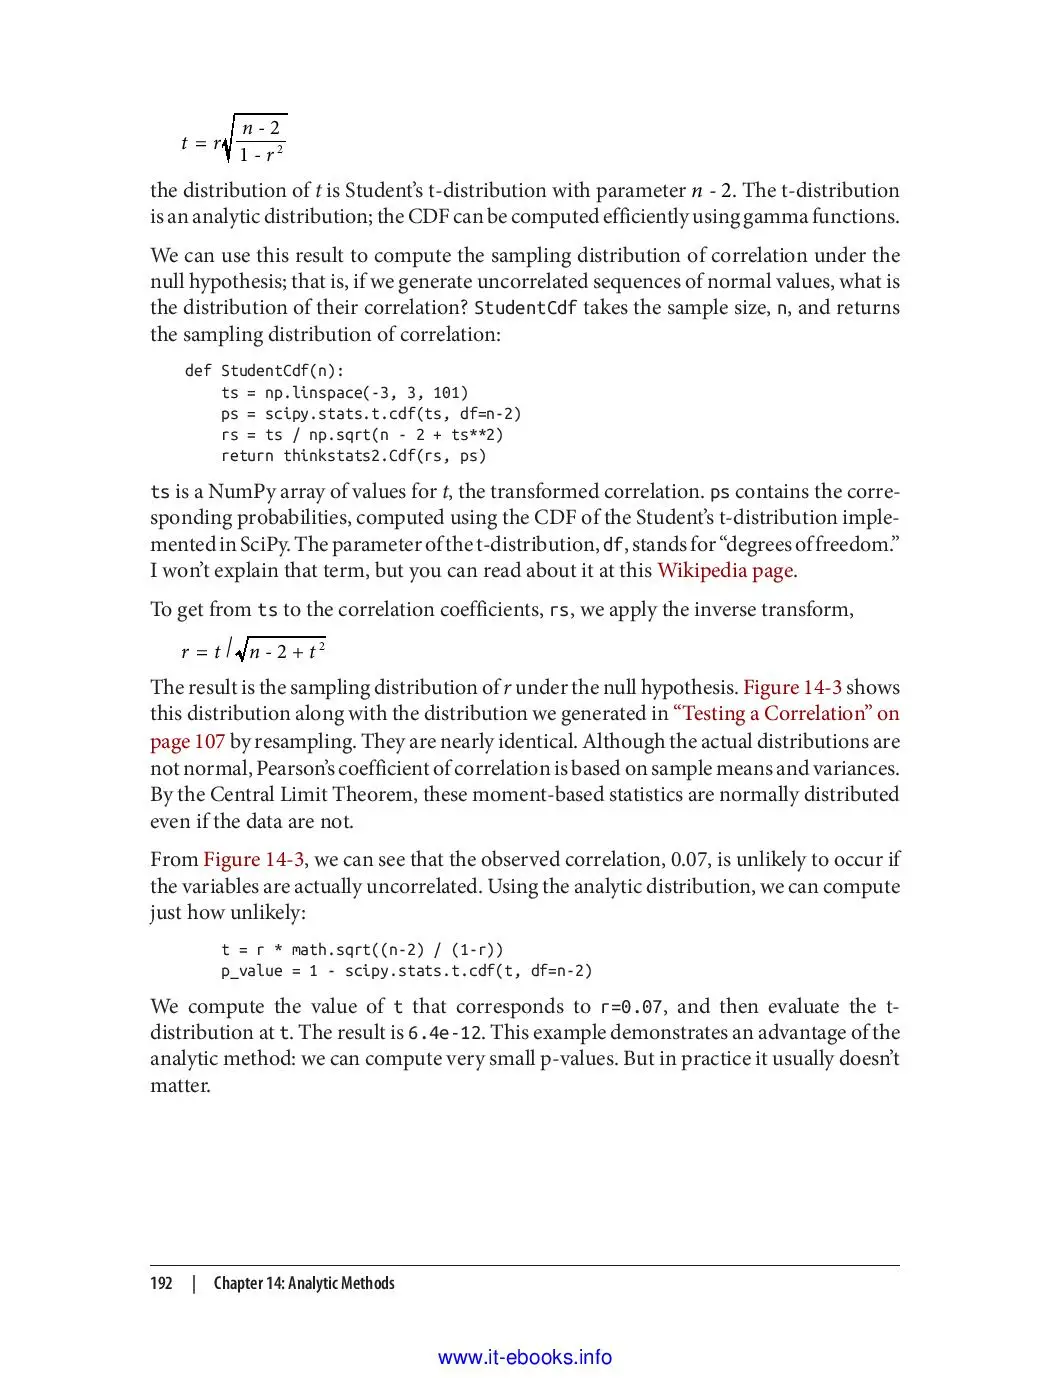 t = r√((n - 2)/(1 - r²))
the distribution of t is Student’s t-distribution with parameter n - 2. The t-distribution
is an analytic distribution; the CDF can be computed efficiently using gamma functions.
We can use this result to compute the sampling distribution of correlation under the
null hypothesis; that is, if we generate uncorrelated sequences of normal values, what is
the distribution of their correlation? StudentCdf takes the sample size, n, and returns
the sampling distribution of correlation:
def StudentCdf(n):
    ts = np.linspace(-3, 3, 101)
    ps = scipy.stats.t.cdf(ts, df=n-2)
    rs = ts / np.sqrt(n - 2 + ts**2)
    return thinkstats2.Cdf(rs, ps)
ts is a NumPy array of values for t, the transformed correlation. ps contains the corre-
sponding probabilities, computed using the CDF of the Student’s t-distribution imple-
mented in SciPy. The parameter of the t-distribution, df, stands for “degrees of freedom.”
I won’t explain that term, but you can read about it at this Wikipedia page.
To get from ts to the correlation coefficients, rs, we apply the inverse transform,
r = t / √(n - 2 + t²)
The result is the sampling distribution of r under the null hypothesis. Figure 14-3 shows
this distribution along with the distribution we generated in “Testing a Correlation” on
page 107 by resampling. They are nearly identical. Although the actual distributions are
not normal, Pearson’s coefficient of correlation is based on sample means and variances.
By the Central Limit Theorem, these moment-based statistics are normally distributed
even if the data are not.
From Figure 14-3, we can see that the observed correlation, 0.07, is unlikely to occur if
the variables are actually uncorrelated. Using the analytic distribution, we can compute
just how unlikely:
    t = r * math.sqrt((n-2) / (1-r))
    p_value = 1 - scipy.stats.t.cdf(t, df=n-2)
We compute the value of t that corresponds to r=0.07, and then evaluate the t-
distribution at t. The result is 6.4e-12. This example demonstrates an advantage of the
analytic method: we can compute very small p-values. But in practice it usually doesn’t
matter.
192 | Chapter 14: Analytic Methods
www.it-ebooks.info